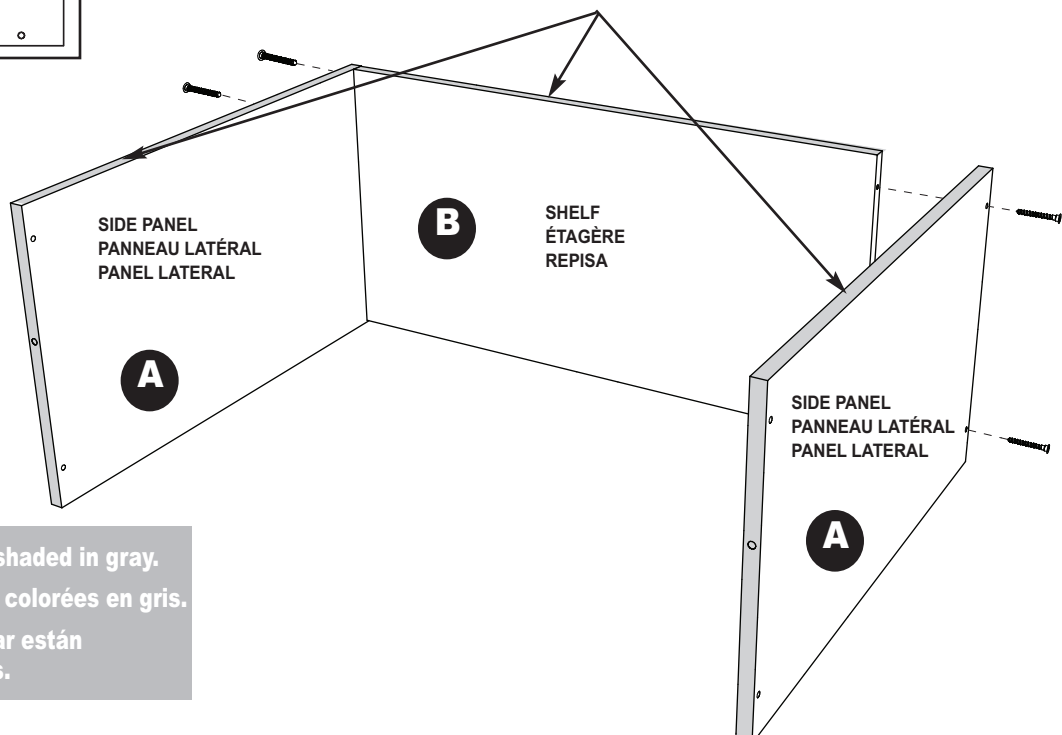 SIDE PANEL
PANNEAU LATÉRAL
PANEL LATERAL
A
B
SHELF
ÉTAGÈRE
REPISA
SIDE PANEL
PANNEAU LATÉRAL
PANEL LATERAL
A
shaded in gray.
colorées en gris.
ar están
s.